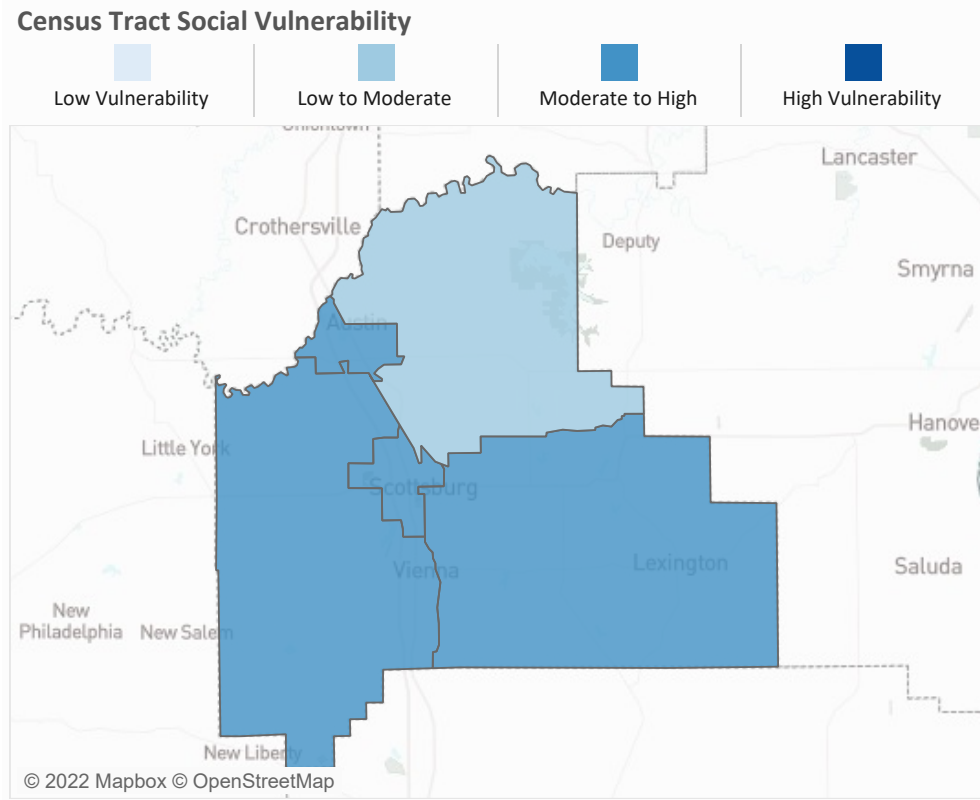 Census Tract Social Vulnerability
Low Vulnerability
Low to Moderate
Moderate to High
High Vulnerability
Uniontown
Lancaster
Crothersville
Deputy
Smyrna
Austin
Hanove
Little York
Scottsburg
Vienna
Lexington
Saluda
New
Philadelphia
New Salem
New Liberty
© 2022 Mapbox © OpenStreetMap